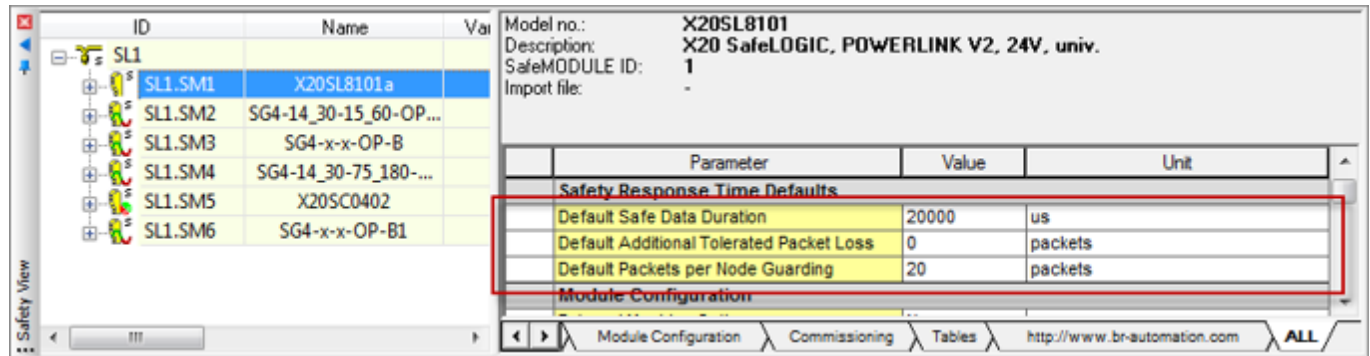 ID Name Var
SL1
SL1.SM1 X20SL8101a
SL1.SM2 SG4-14_30-15_60-OP...
SL1.SM3 SG4-x-x-OP-B
SL1.SM4 SG4-14_30-75_180-...
SL1.SM5 X20SC0402
SL1.SM6 SG4-x-x-OP-B1
Safety View
Model no.: X20SL8101
Description: X20 SafeLOGIC, POWERLINK V2, 24V, univ.
SafeMODULE ID: 1
Import file: -
Parameter Value Unit
Safety Response Time Defaults
Default Safe Data Duration 20000 us
Default Additional Tolerated Packet Loss 0 packets
Default Packets per Node Guarding 20 packets
Module Configuration
Module Configuration Commissioning Tables http://www.br-automation.com ALL